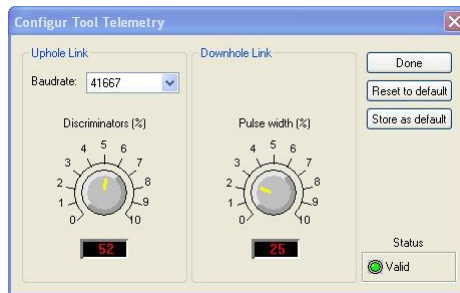 Configur Tool Telemetry
Uphole Link
Baudrate: 41667
Discriminators (%)
0 1 2 3 4 5 6 7 8 9 10
52
Downhole Link
Pulse width (%)
0 1 2 3 4 5 6 7 8 9 10
25
Done
Reset to default
Store as default
Status
Valid